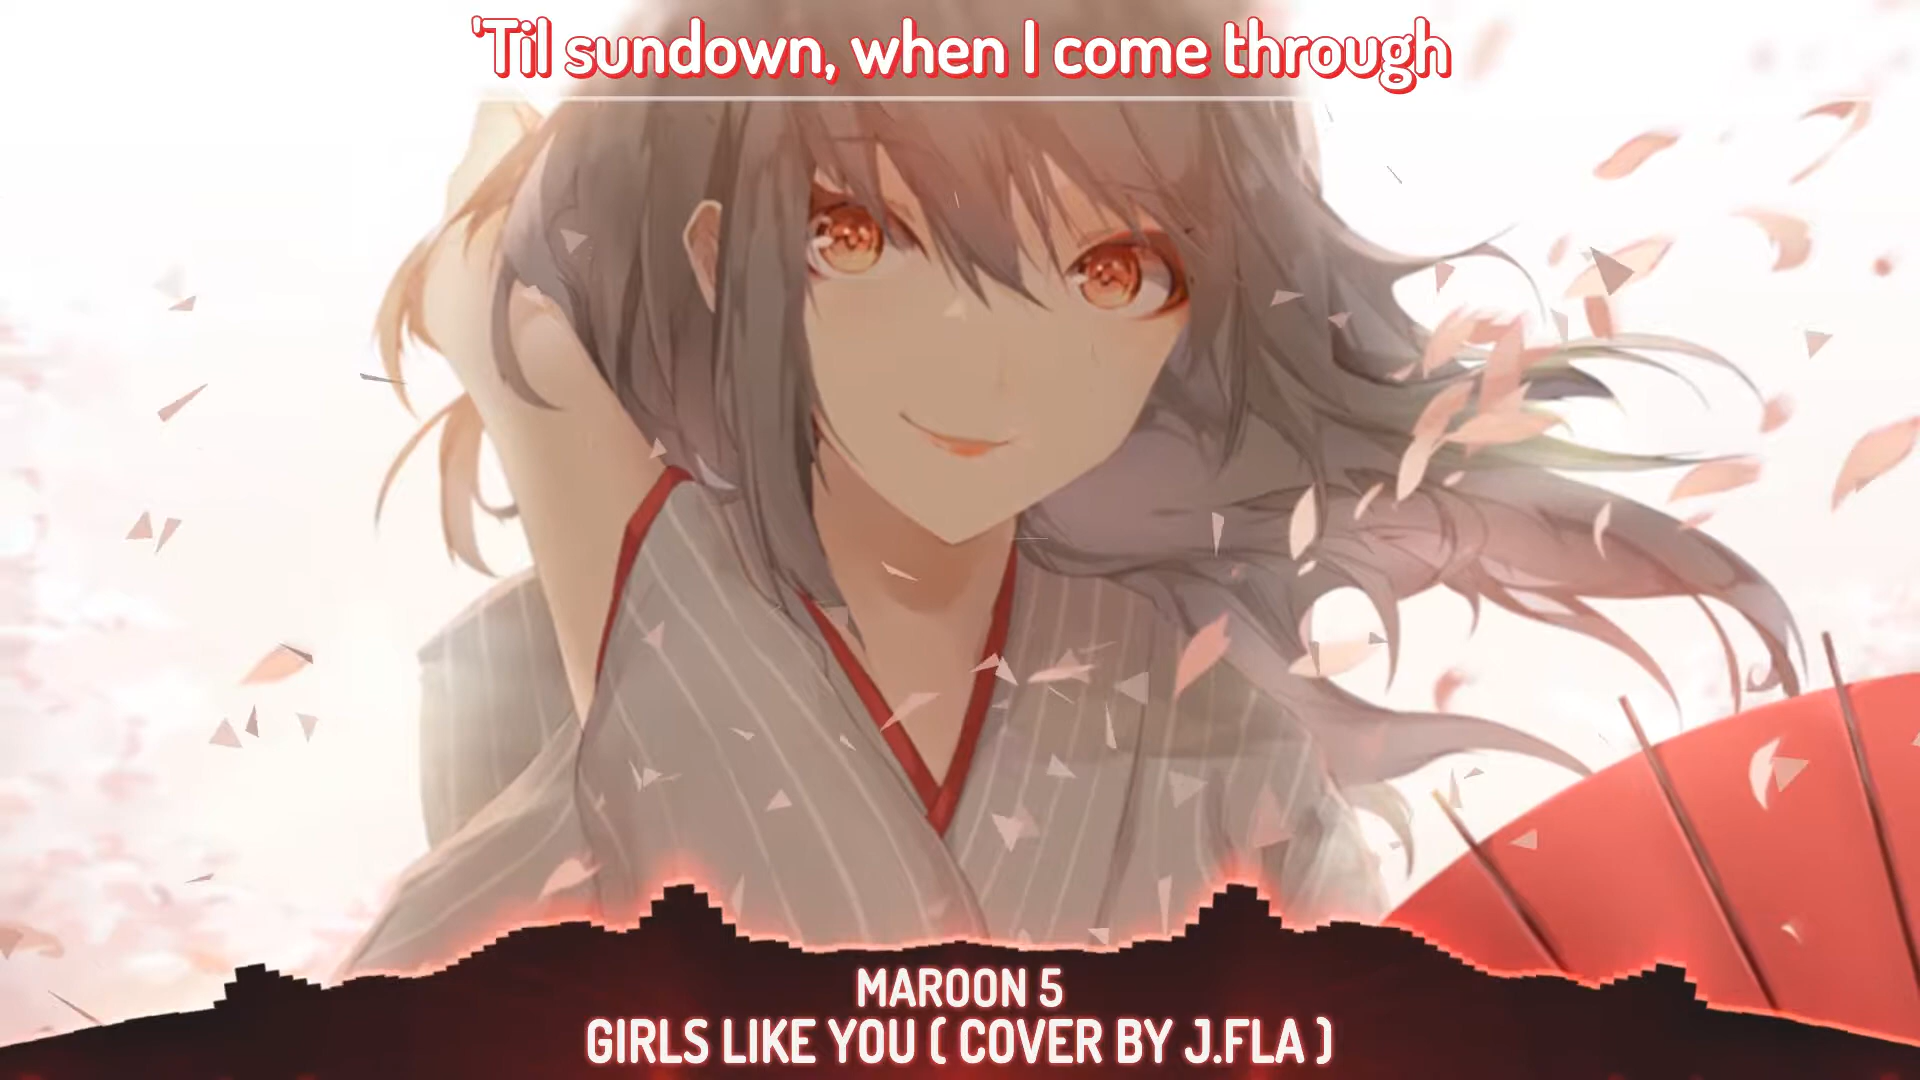 'Til sundown, when I come through
MAROON 5
GIRLS LIKE YOU ( COVER BY J.FLA )